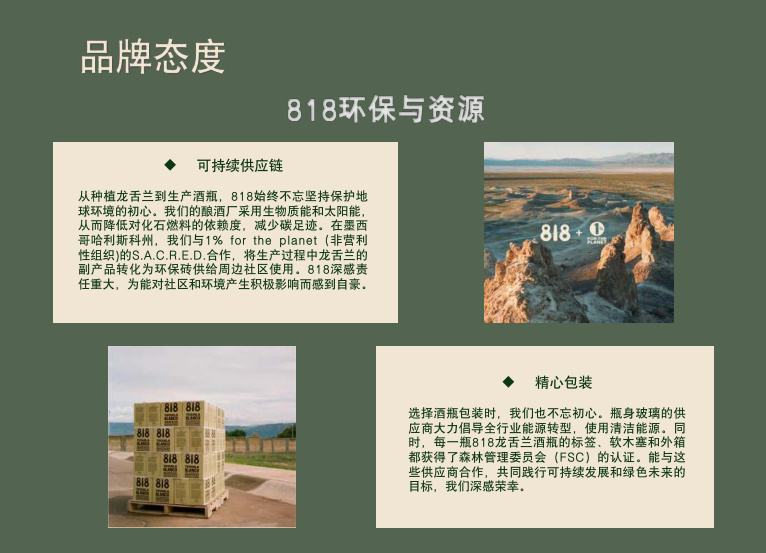 品牌态度
818环保与资源
◆ 可持续供应链
从种植龙舌兰到生产酒瓶，818始终不忘坚持保护地
球环境的初心。我们的酿酒厂采用生物质能和太阳能，
从而降低对化石燃料的依赖度，减少碳足迹。在墨西
哥哈利斯科州，我们与1% for the planet (非营利
性组织)的S.A.C.R.E.D.合作，将生产过程中龙舌兰的
副产品转化为环保砖供给周边社区使用。818深感责
任重大，为能对社区和环境产生积极影响而感到自豪。
818 + 1%
FOR THE
PLANET
818 818
818 818
818 818
818 818
TEQUILA
BLANCO
◆ 精心包装
选择酒瓶包装时，我们也不忘初心。瓶身玻璃的供
应商大力倡导全行业能源转型，使用清洁能源。同
时，每一瓶818龙舌兰酒瓶的标签、软木塞和外箱
都获得了森林管理委员会（FSC）的认证。能与这
些供应商合作，共同践行可持续发展和绿色未来的
目标，我们深感荣幸。